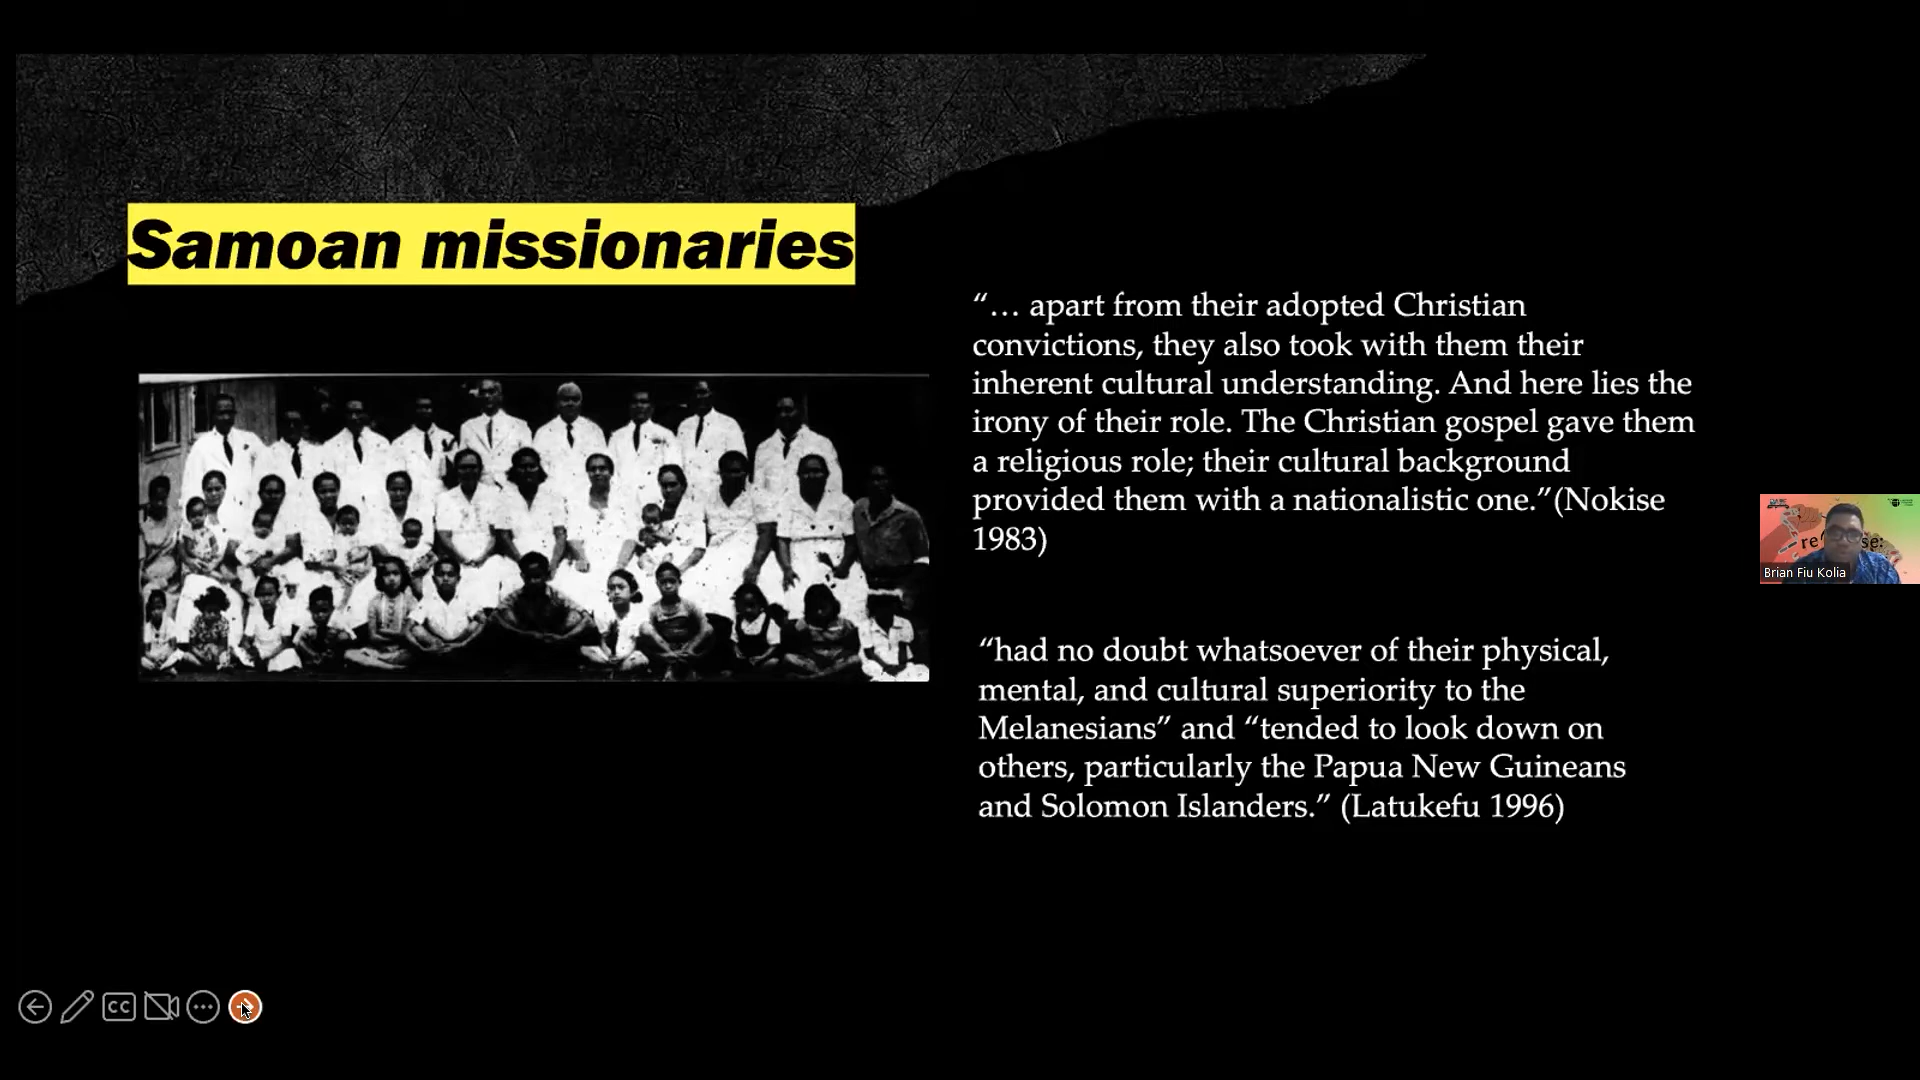 Samoan missionaries
“… apart from their adopted Christian
convictions, they also took with them their
inherent cultural understanding. And here lies the
irony of their role. The Christian gospel gave them
a religious role; their cultural background
provided them with a nationalistic one.”(Nokise
1983)
“had no doubt whatsoever of their physical,
mental, and cultural superiority to the
Melanesians” and “tended to look down on
others, particularly the Papua New Guineans
and Solomon Islanders.” (Latukefu 1996)
Brian Fiu Kolia
CC